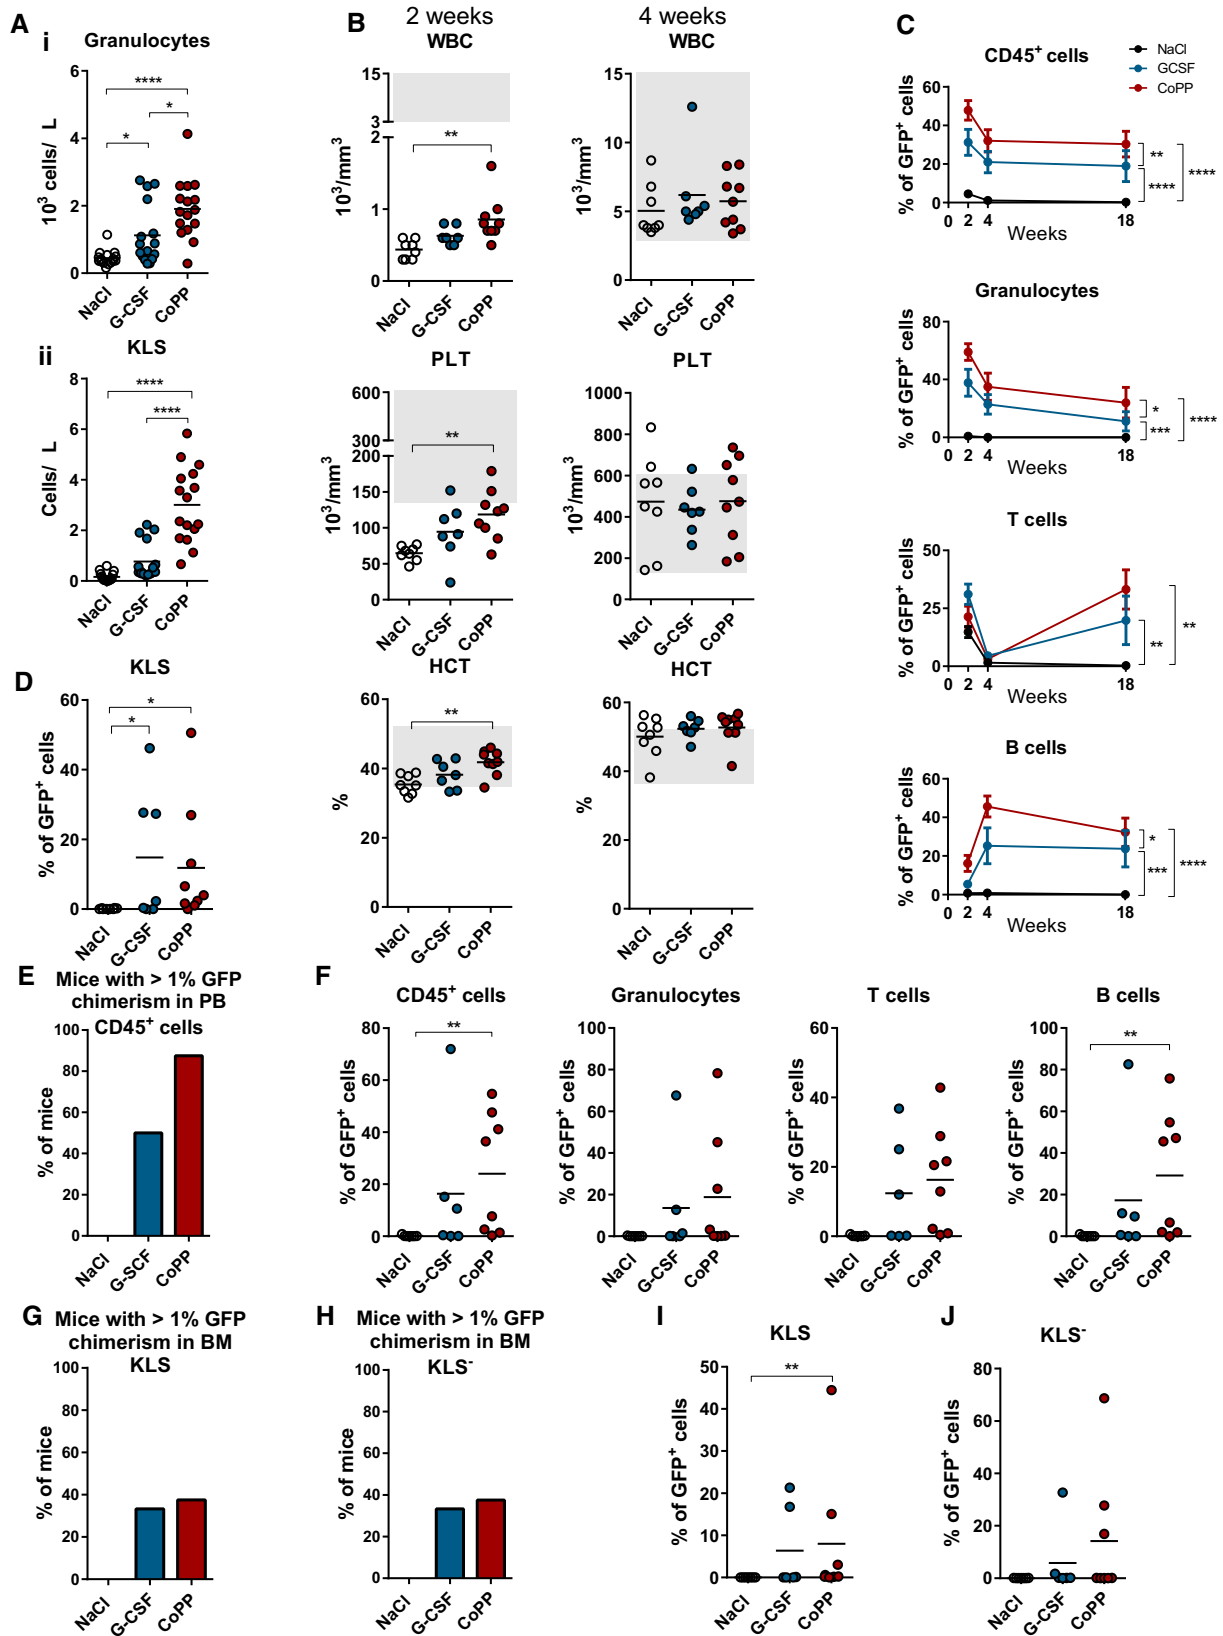 A
i
Granulocytes
10³ cells/ L
6
4
2
0
****
*
*
NaCl
G-CSF
CoPP
ii
KLS
Cells/ L
8
6
4
2
0
****
****
NaCl
G-CSF
CoPP
B
2 weeks
WBC
10³/mm³
15
3
2
1
0
**
NaCl
G-CSF
CoPP
4 weeks
WBC
10³/mm³
15
10
5
0
NaCl
G-CSF
CoPP
PLT
10³/mm³
600
300
200
150
100
50
0
**
NaCl
G-CSF
CoPP
PLT
10³/mm³
1000
800
600
400
200
0
NaCl
G-CSF
CoPP
HCT
%
60
40
20
0
**
NaCl
G-CSF
CoPP
HCT
%
60
40
20
0
NaCl
G-CSF
CoPP
C
CD45⁺ cells
NaCl
GCSF
CoPP
% of GFP⁺ cells
60
40
20
0
0 2 4 18
Weeks
**
****
****
Granulocytes
% of GFP⁺ cells
80
40
0
0 2 4 18
Weeks
*
***
****
T cells
% of GFP⁺ cells
50
25
0
0 2 4 18
Weeks
**
**
B cells
% of GFP⁺ cells
60
40
20
0
0 2 4 18
Weeks
*
***
****
D
KLS
% of GFP⁺ cells
60
40
20
0
*
*
NaCl
G-CSF
CoPP
E
Mice with > 1% GFP
chimerism in PB
CD45⁺ cells
% of mice
100
80
60
40
20
0
NaCl
G-SCF
CoPP
F
CD45⁺ cells
% of GFP⁺ cells
80
60
40
20
0
**
NaCl
G-CSF
CoPP
Granulocytes
% of GFP⁺ cells
100
80
60
40
20
0
NaCl
G-CSF
CoPP
T cells
% of GFP⁺ cells
60
40
20
0
NaCl
G-CSF
CoPP
B cells
% of GFP⁺ cells
100
80
60
40
20
0
**
NaCl
G-CSF
CoPP
G
Mice with > 1% GFP
chimerism in BM
KLS
% of mice
100
80
60
40
20
0
NaCl
G-CSF
CoPP
H
Mice with > 1% GFP
chimerism in BM
KLS⁻
% of mice
100
80
60
40
20
0
NaCl
G-CSF
CoPP
I
KLS
% of GFP⁺ cells
50
40
30
20
10
0
**
NaCl
G-CSF
CoPP
J
KLS⁻
% of GFP⁺ cells
80
60
40
20
0
NaCl
G-CSF
CoPP